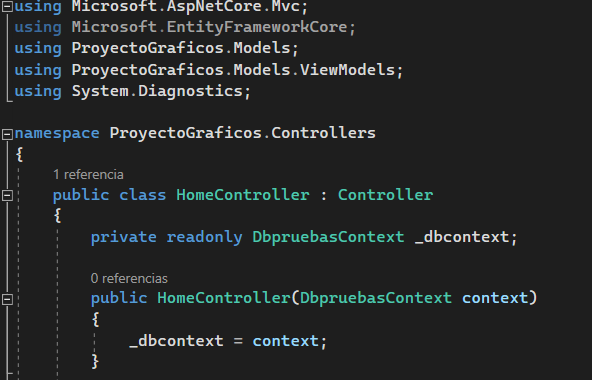 using Microsoft.AspNetCore.Mvc;
using Microsoft.EntityFrameworkCore;
using ProyectoGraficos.Models;
using ProyectoGraficos.Models.ViewModels;
using System.Diagnostics;
namespace ProyectoGraficos.Controllers
{
1 referencia
public class HomeController : Controller
{
private readonly DbpruebasContext _dbcontext;
0 referencias
public HomeController(DbpruebasContext context)
{
_dbcontext = context;
}